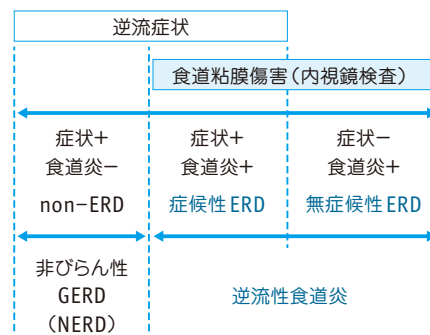 逆流症状
食道粘膜傷害（内視鏡検査）
症状＋
食道炎－
non−ERD
症状＋
食道炎＋
症候性ERD
症状－
食道炎＋
無症候性ERD
非びらん性
GERD
（NERD）
逆流性食道炎